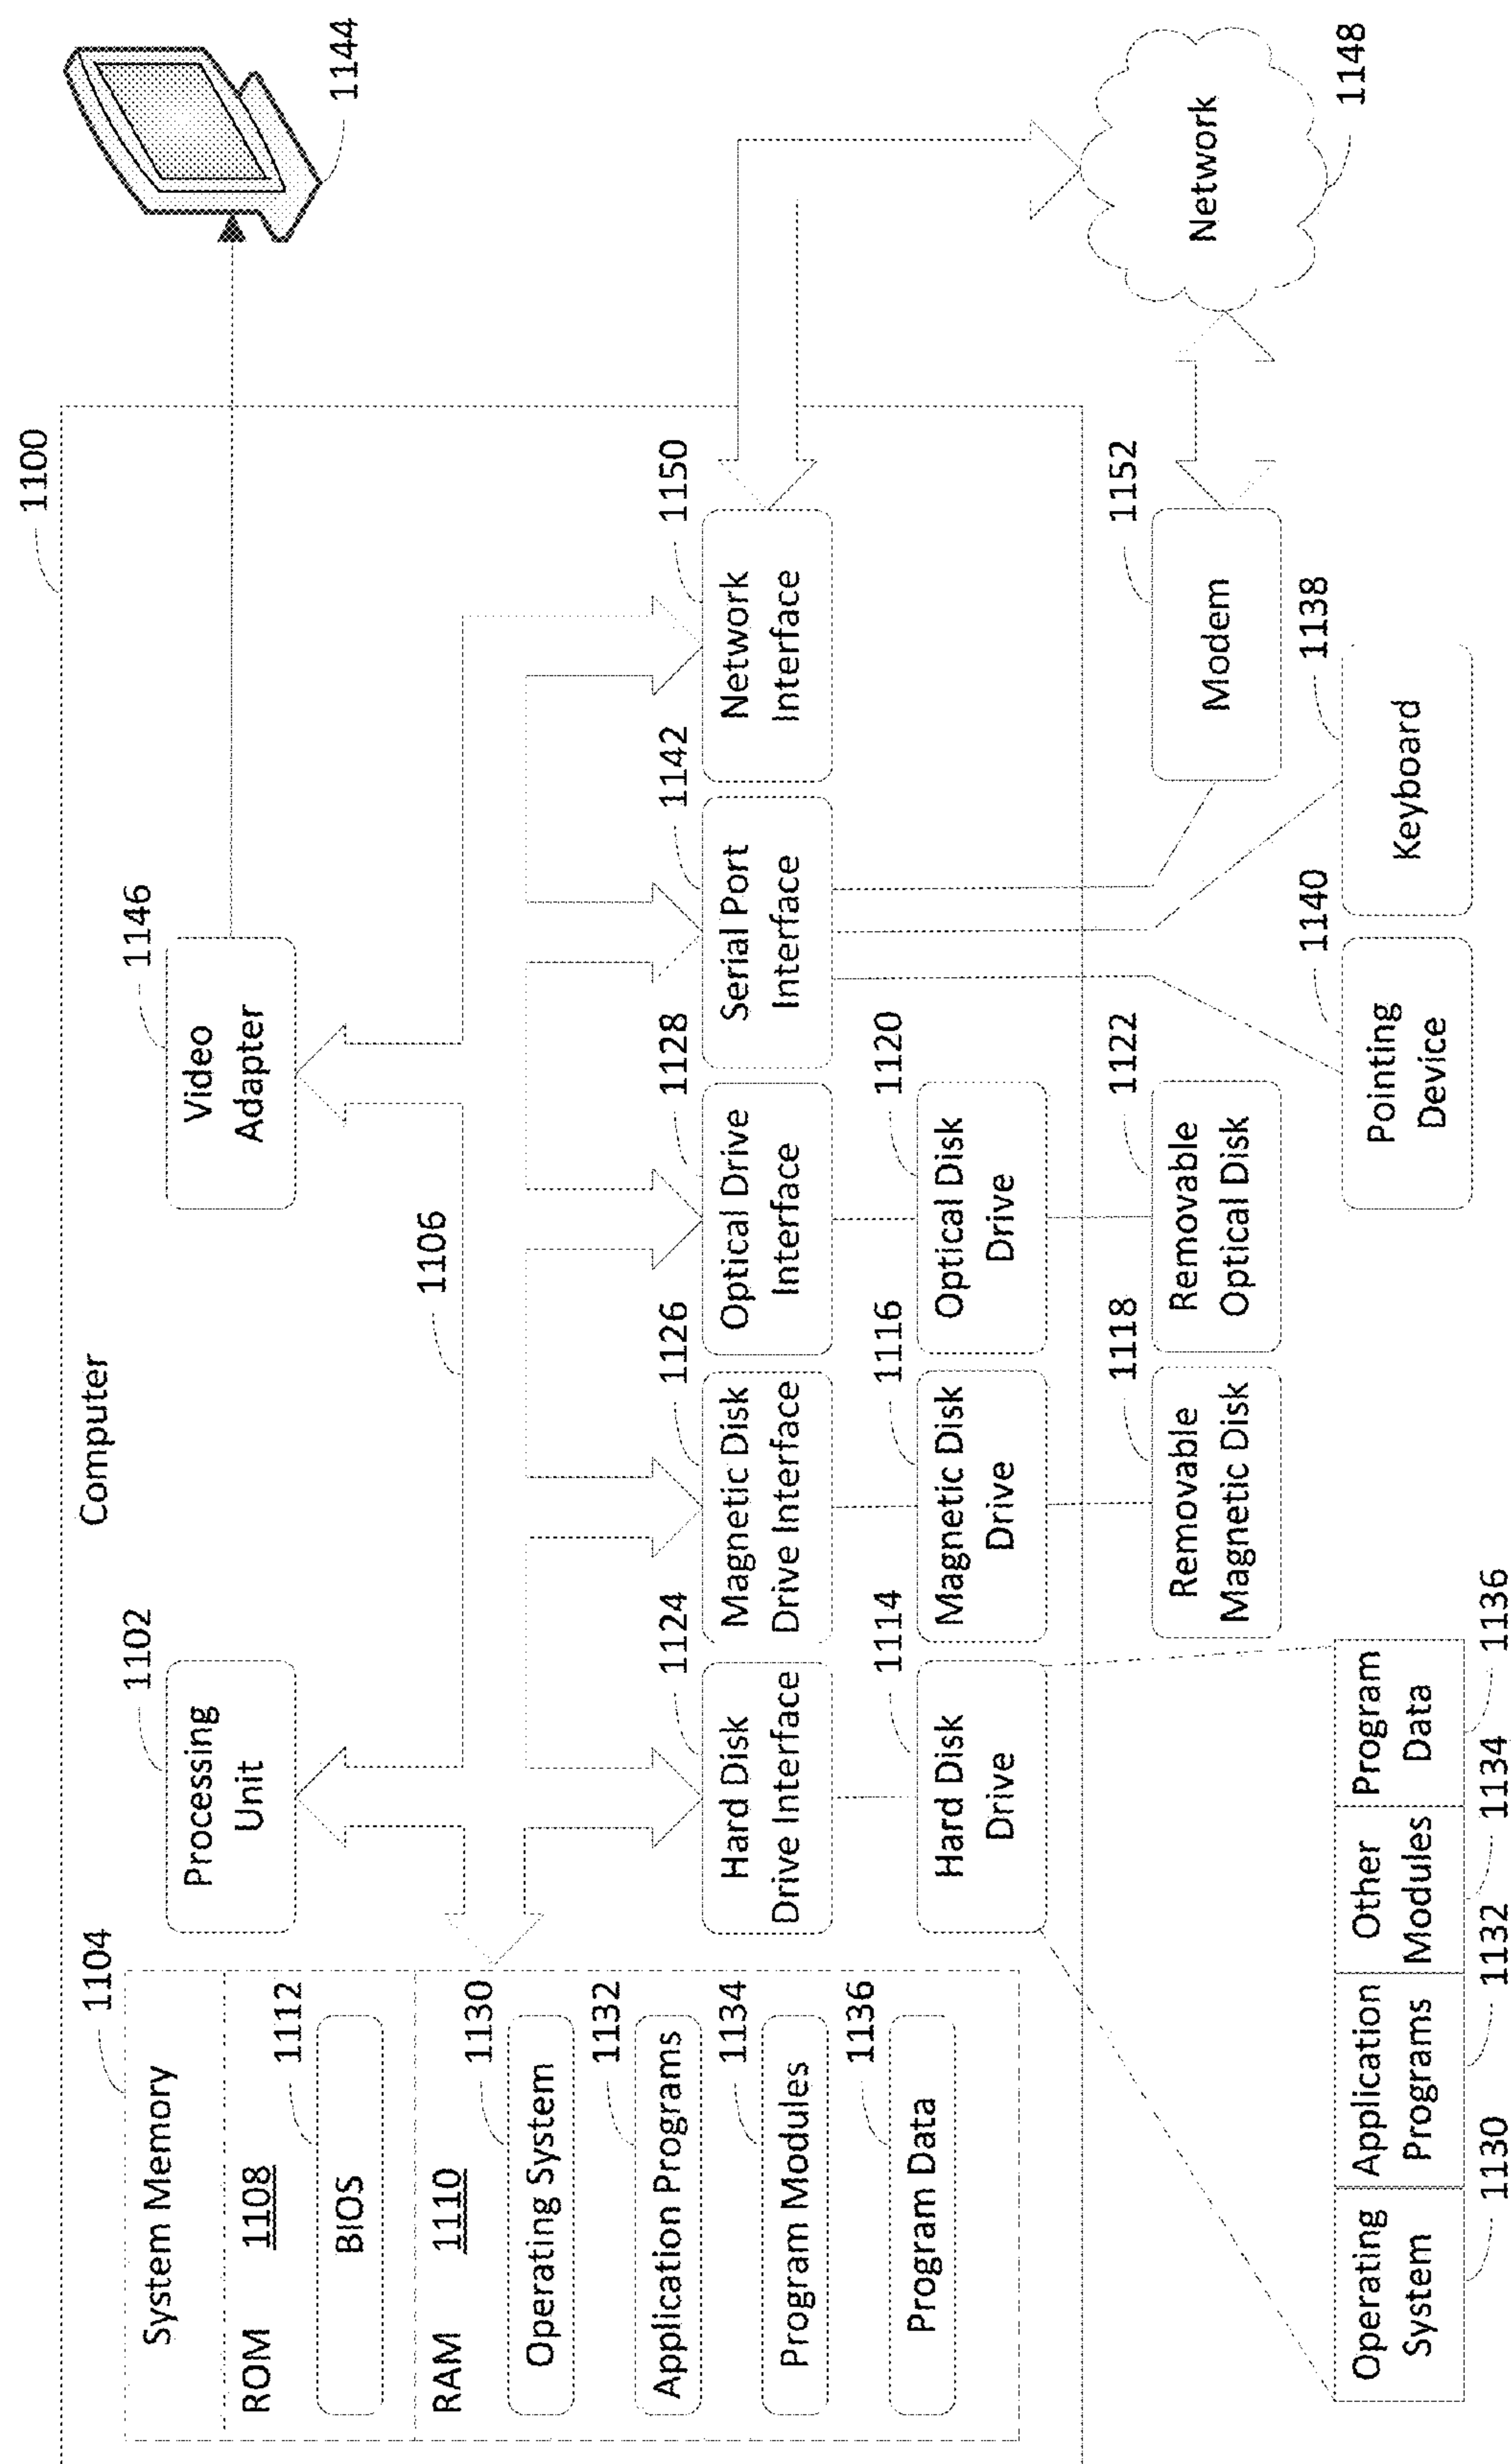 1100
Computer
1104
System Memory
ROM 1108
1112
BIOS
RAM 1110
1130
Operating System
1132
Application Programs
1134
Program Modules
1136
Program Data
1102
Processing
Unit
1146
Video
Adapter
1144
1106
1124
Hard Disk
Drive Interface
1126
Magnetic Disk
Drive Interface
1128
Optical Drive
Interface
1142
Serial Port
Interface
1150
Network
Interface
1114
Hard Disk
Drive
1116
Magnetic Disk
Drive
1120
Optical Disk
Drive
1118
Removable
Magnetic Disk
1122
Removable
Optical Disk
1152
Modem
Network
1148
1140
Pointing
Device
1138
Keyboard
Operating
System
1130
Application
Programs
1132
Other
Modules
1134
Program
Data
1136